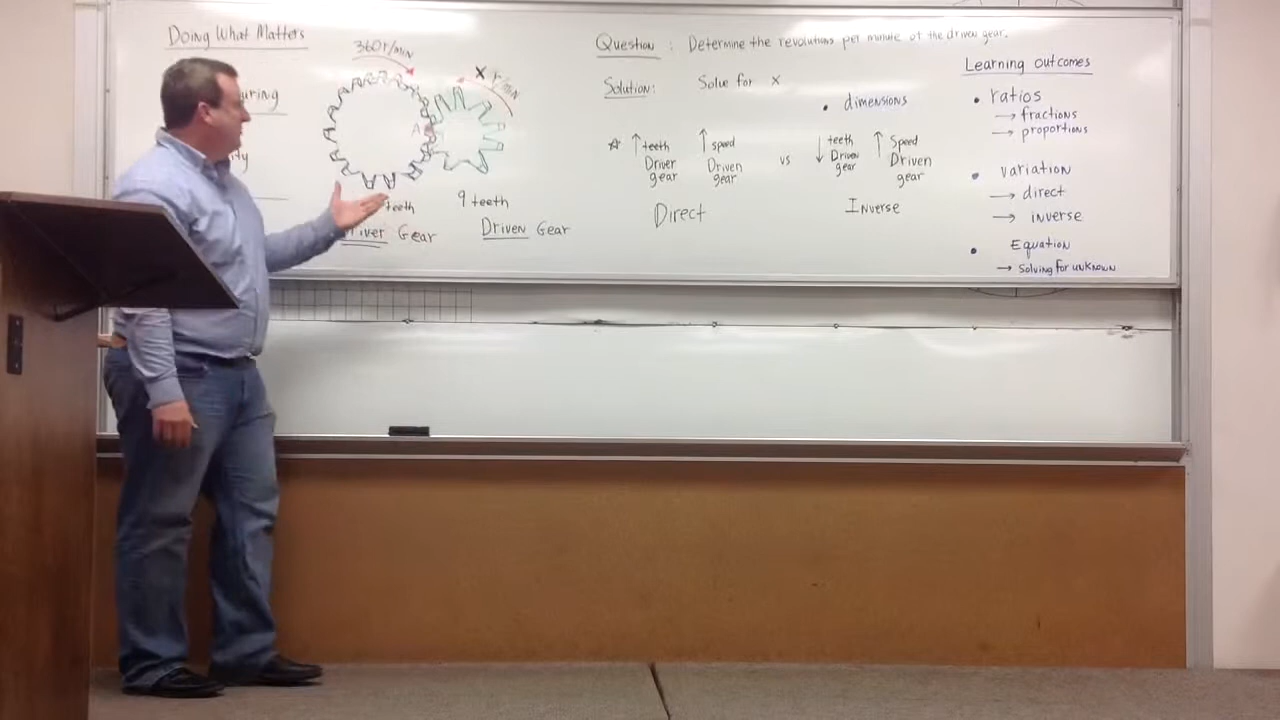 Doing What Matters
360 r/min
X r/min
A
teeth
9 teeth
Gear
Driven Gear
Question : Determine the revolutions per minute of the driven gear.
Solution: Solve for x
• dimensions
☆ ↑ teeth Driver gear
↑ speed Driven gear
vs
↓ teeth Driven gear
↑ Speed Driven gear
Direct
Inverse
Learning outcomes
• ratios
→ fractions
→ proportions
• variation
→ direct
→ inverse
• Equation
→ Solving for unknown